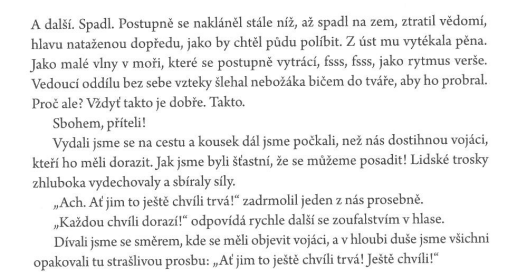 A další. Spadl. Postupně se nakláněl stále níž, až spadl na zem, ztratil vědomí,
hlavu nataženou dopředu, jako by chtěl půdu políbit. Z úst mu vytékala pěna.
Jako malé vlny v moři, které se postupně vytrácí, fsss, fsss, jako rytmus verše.
Vedoucí oddílu bez sebe vzteky šlehal nebožáka bičem do tváře, aby ho probral.
Proč ale? Vždyť takto je dobře. Takto.
Sbohem, příteli!
Vydali jsme se na cestu a kousek dál jsme počkali, než nás dostihnou vojáci,
kteří ho měli dorazit. Jak jsme byli šťastní, že se můžeme posadit! Lidské trosky
zhluboka vydechovaly a sbíraly síly.
„Ach. Ať jim to ještě chvíli trvá!“ zadrmolil jeden z nás prosebně.
„Každou chvíli dorazí!“ odpovídá rychle další se zoufalstvím v hlase.
Dívali jsme se směrem, kde se měli objevit vojáci, a v hloubi duše jsme všichni
opakovali tu strašlivou prosbu: „Ať jim to ještě chvíli trvá! Ještě chvíli!“